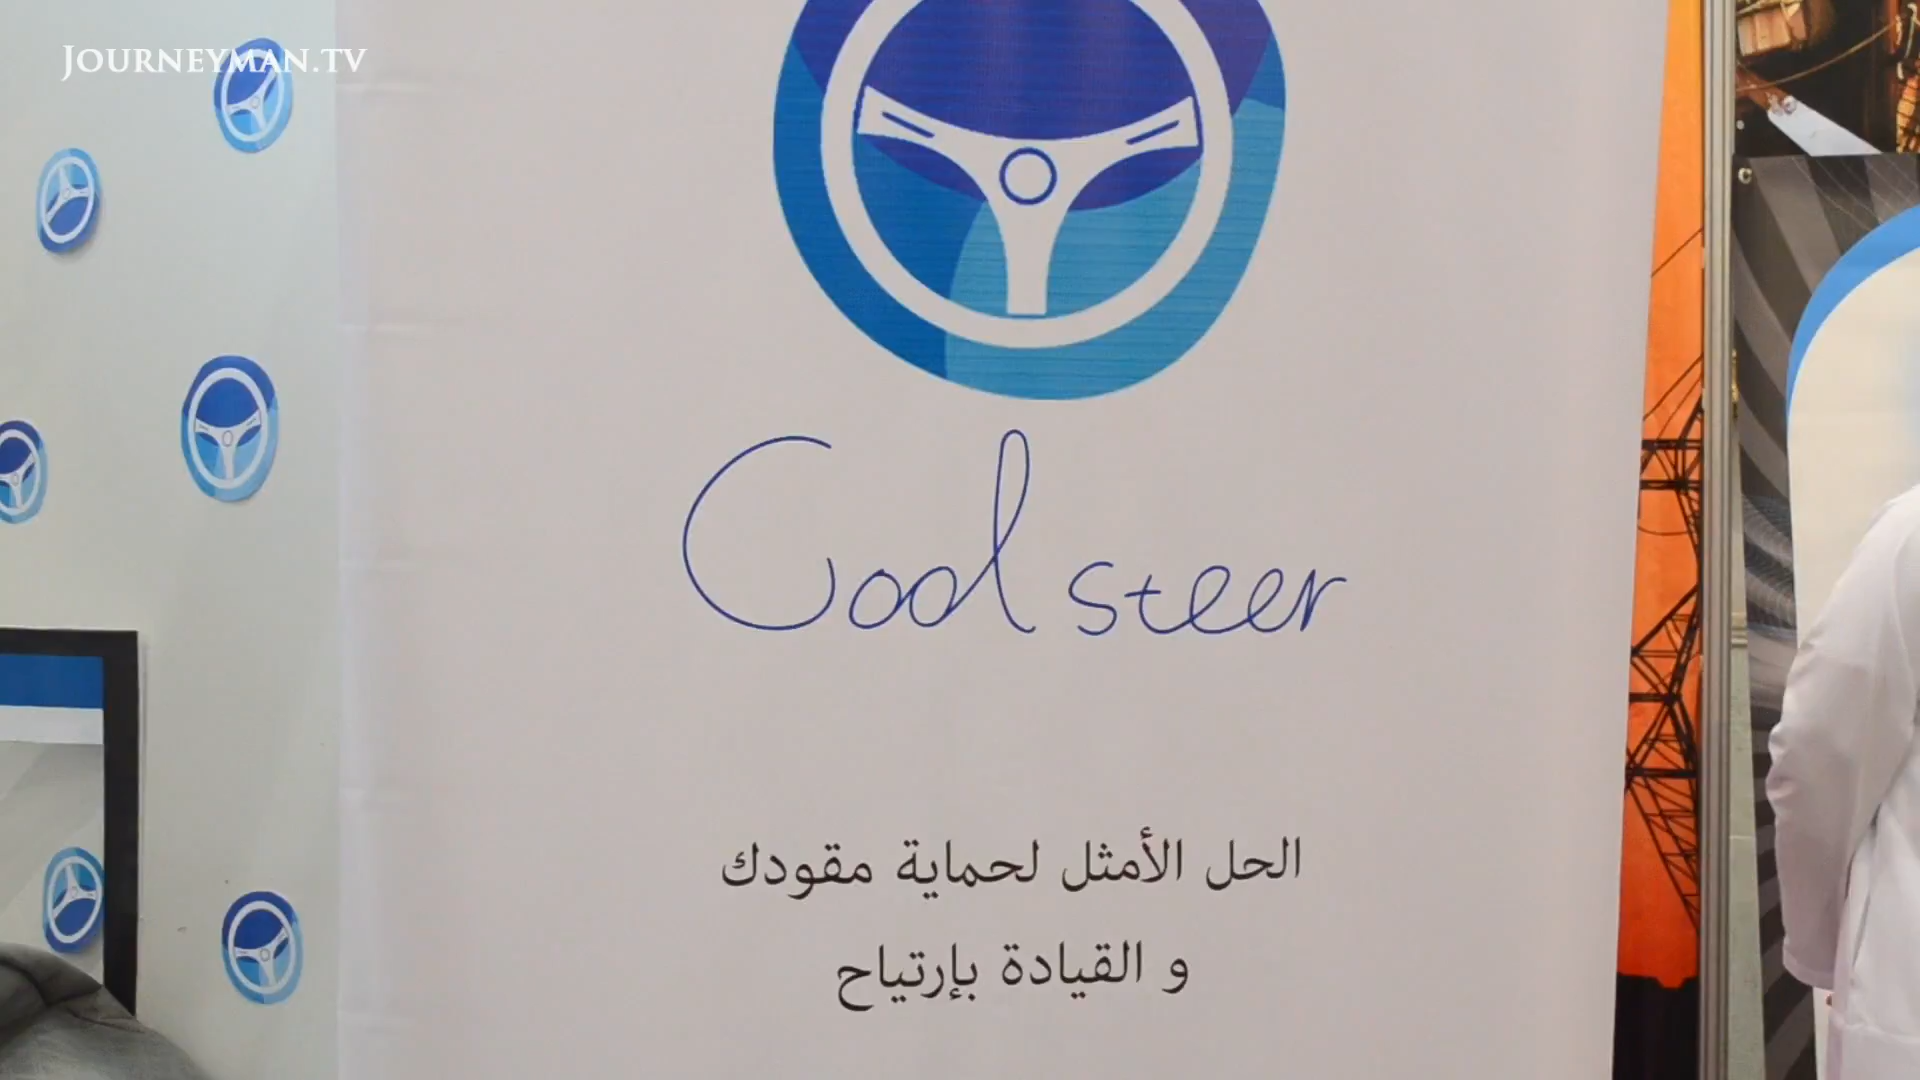 JOURNEYMAN.TV
Cool steer
الحل الأمثل لحماية مقودك
و القيادة بإرتياح